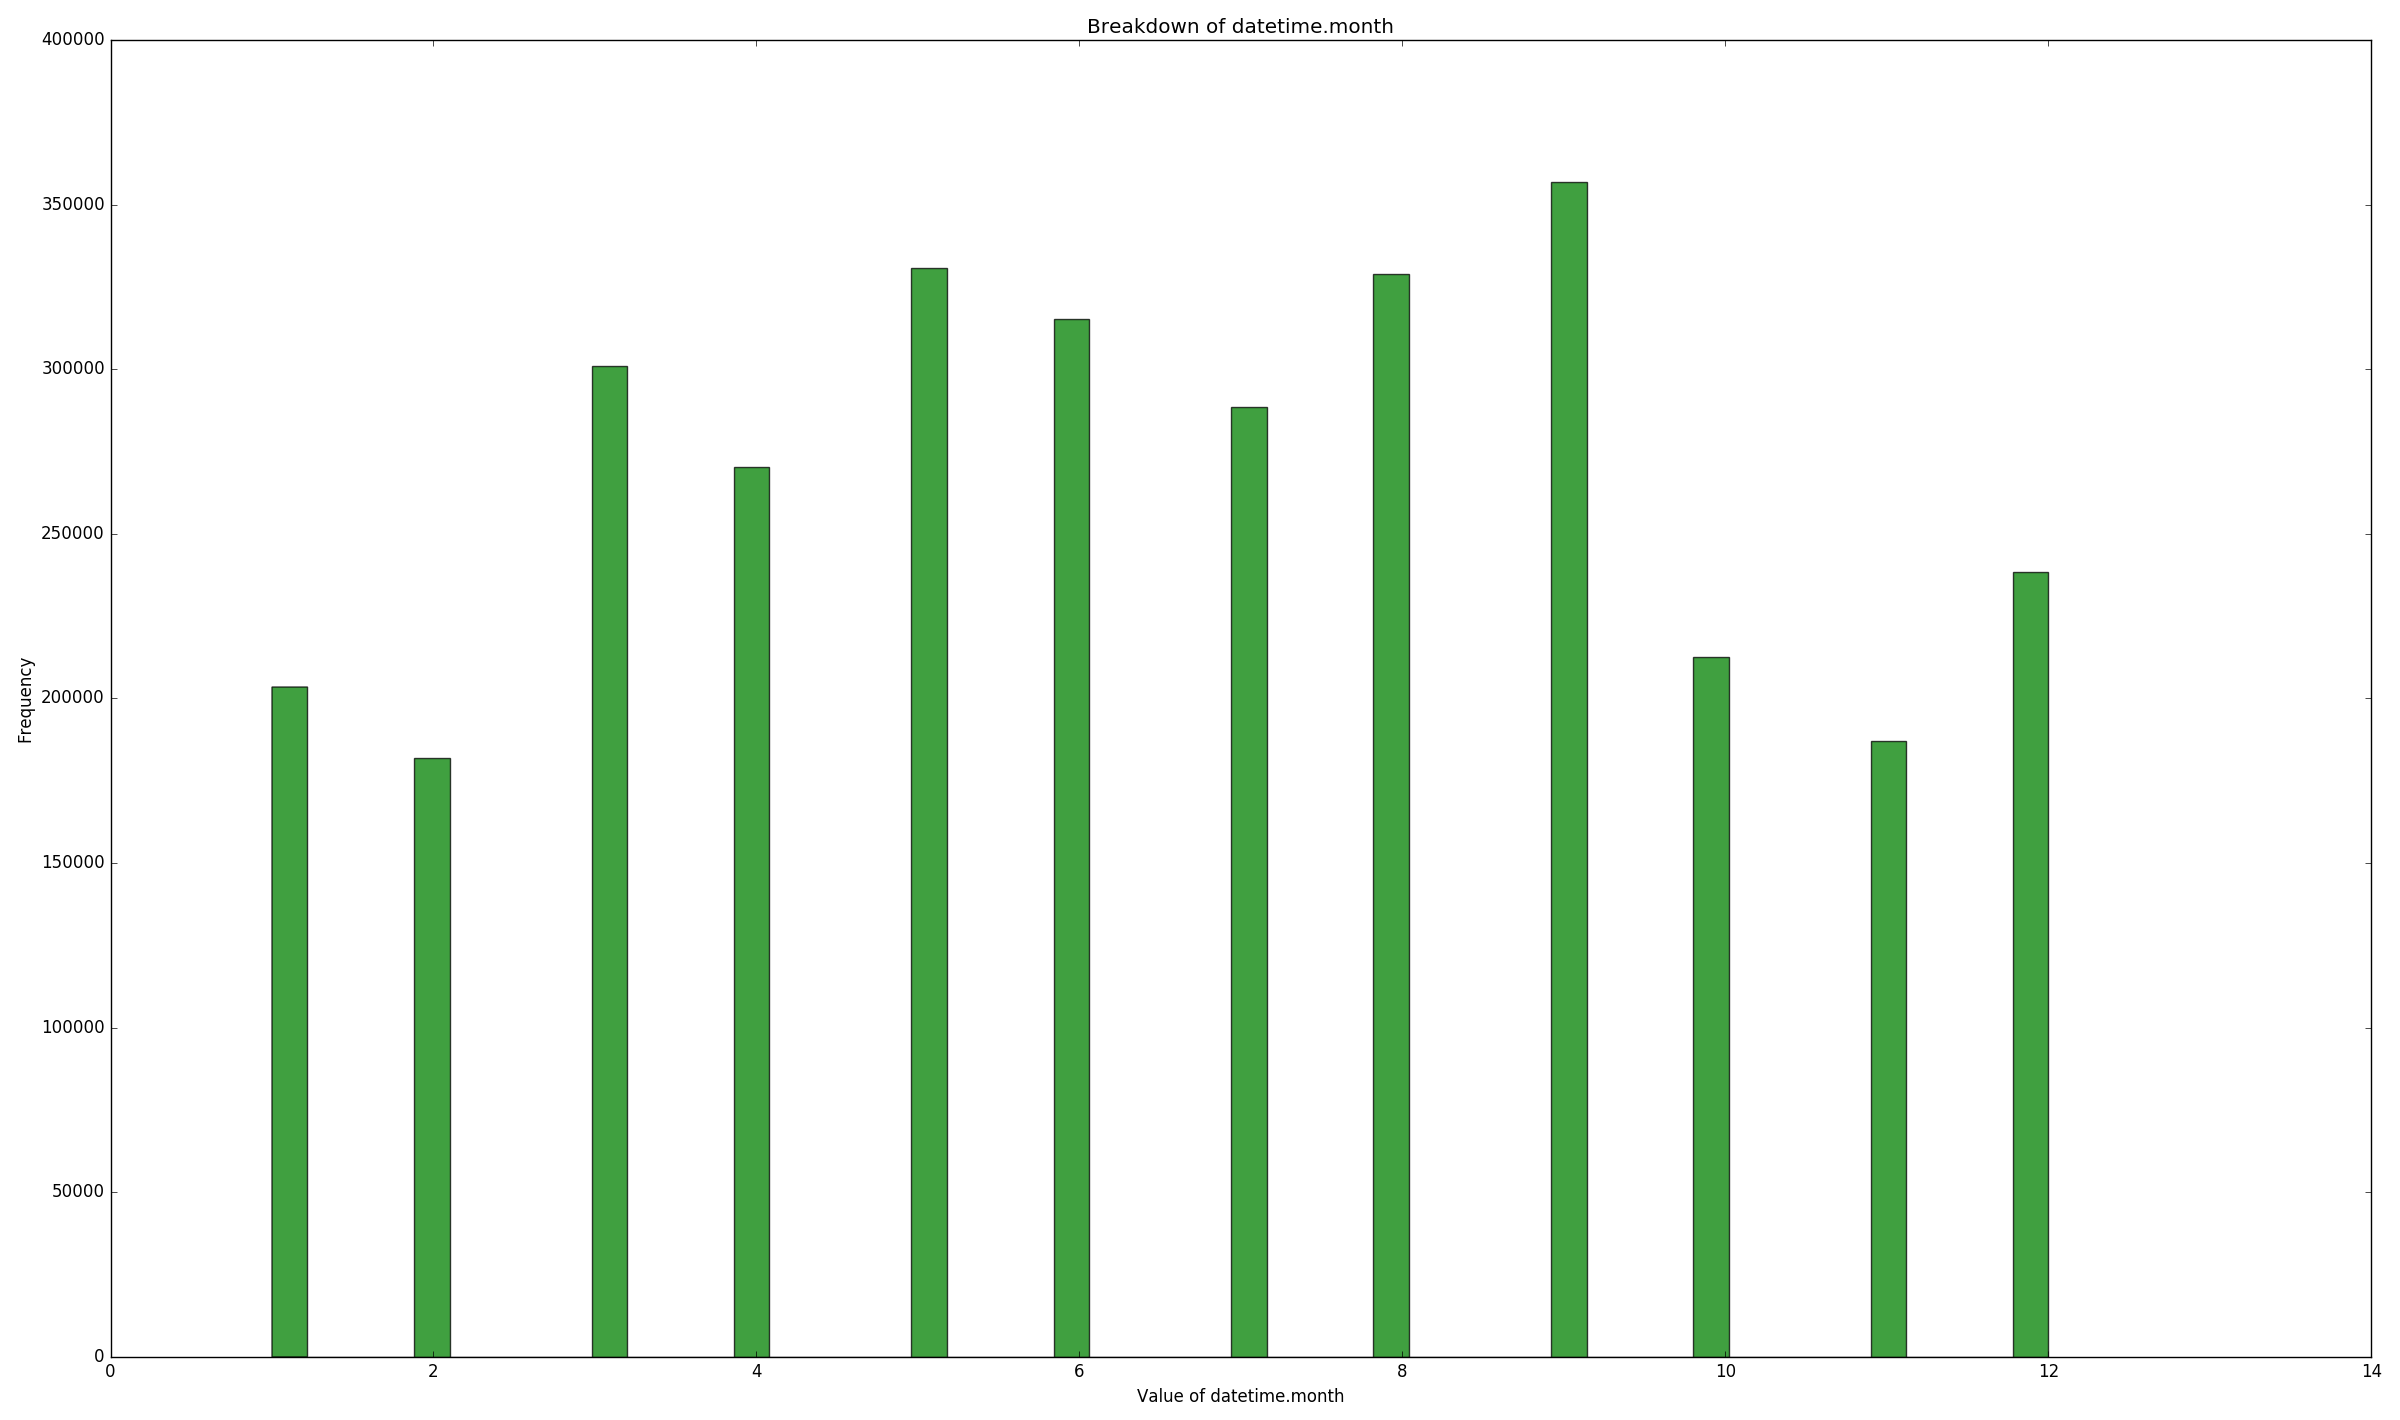 Breakdown of datetime.month
400000
350000
300000
250000
200000
150000
100000
50000
0
Frequency
0 2 4 6 8 10 12 14
Value of datetime.month